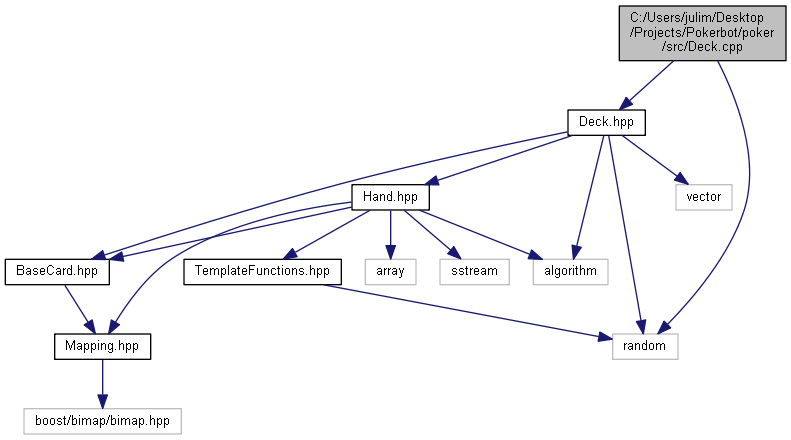 C:/Users/julim/Desktop
/Projects/Pokerbot/poker
/src/Deck.cpp
Deck.hpp
Hand.hpp
vector
BaseCard.hpp
TemplateFunctions.hpp
array
sstream
algorithm
Mapping.hpp
random
boost/bimap/bimap.hpp